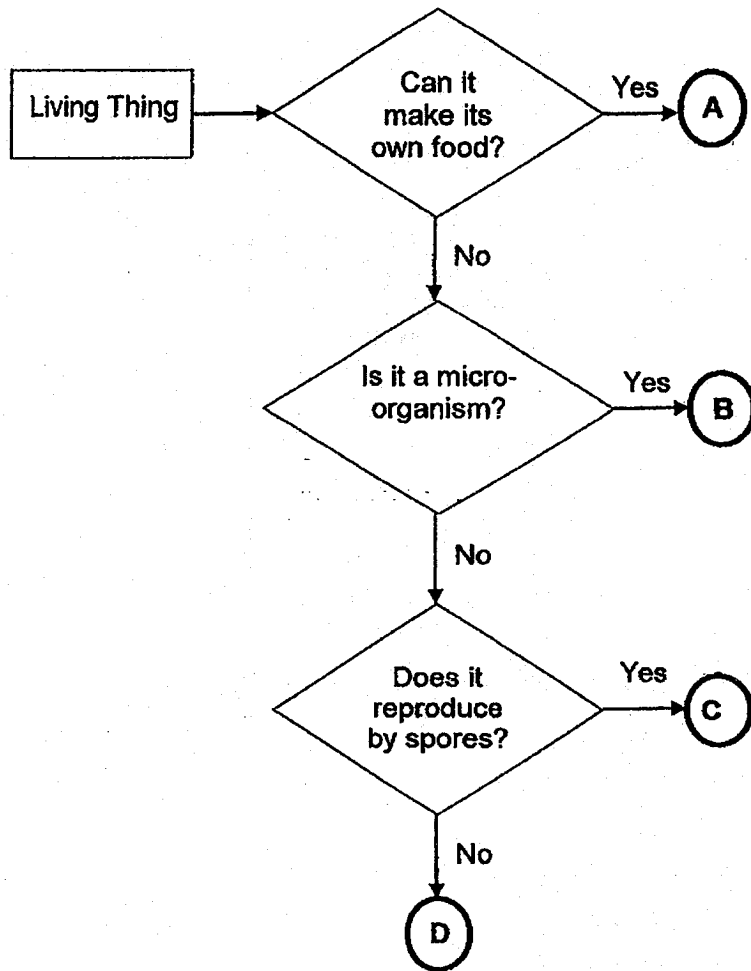 Living Thing
Can it
make its
own food?
Yes
A
No
Is it a micro-
organism?
Yes
B
No
Does it
reproduce
by spores?
Yes
C
No
D